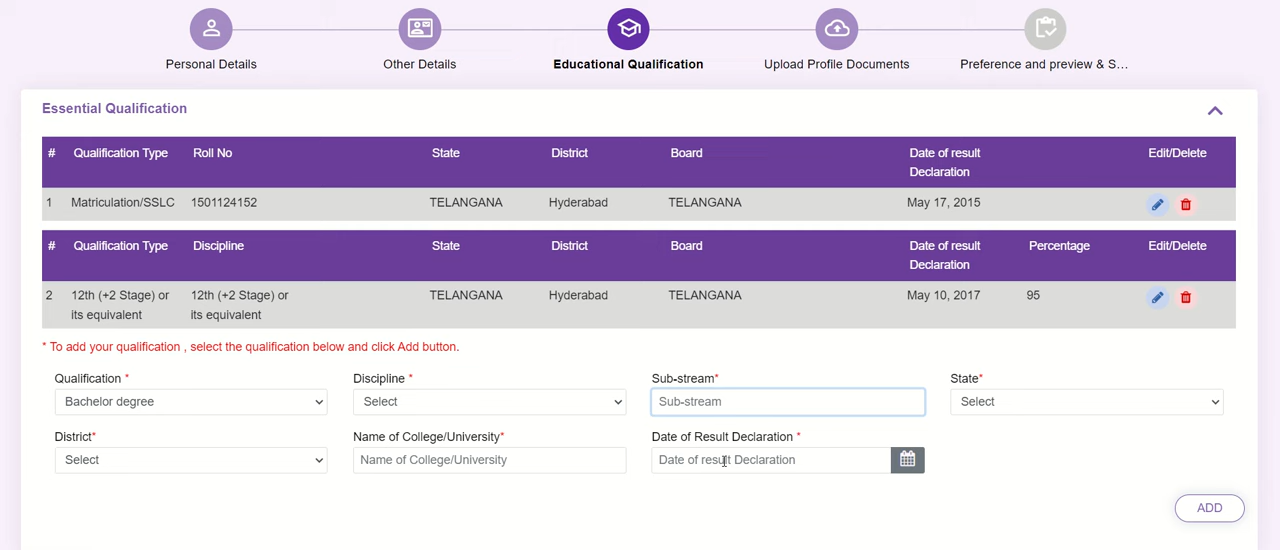 Personal Details
Other Details
Educational Qualification
Upload Profile Documents
Preference and preview & S...
Essential Qualification
# Qualification Type Roll No State District Board Date of result Declaration Edit/Delete
1 Matriculation/SSLC 1501124152 TELANGANA Hyderabad TELANGANA May 17, 2015
# Qualification Type Discipline State District Board Date of result Declaration Percentage Edit/Delete
2 12th (+2 Stage) or its equivalent 12th (+2 Stage) or its equivalent TELANGANA Hyderabad TELANGANA May 10, 2017 95
* To add your qualification , select the qualification below and click Add button.
Qualification * Discipline * Sub-stream* State*
Bachelor degree Select Sub-stream Select
District* Name of College/University* Date of Result Declaration *
Select Name of College/University Date of result Declaration
ADD